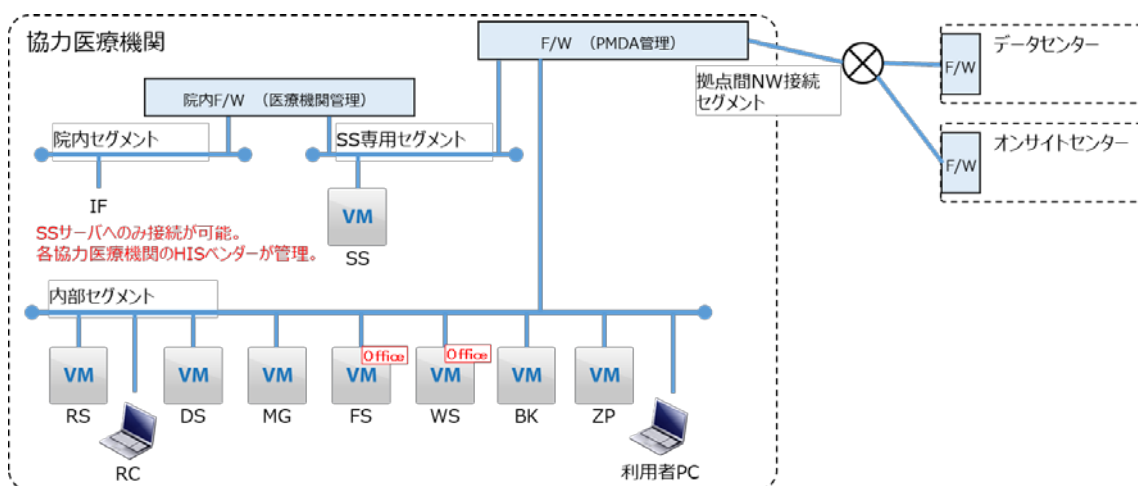 協力医療機関
F/W （PMDA管理）
データセンター
F/W
拠点間NW接続
セグメント
院内F/W （医療機関管理）
院内セグメント
SS専用セグメント
オンサイトセンター
F/W
IF
VM
SS
SSサーバへのみ接続が可能。
各協力医療機関のHISベンダーが管理。
内部セグメント
Office
Office
VM
VM
VM
VM
VM
VM
VM
RS
DS
MG
FS
WS
BK
ZP
RC
利用者PC